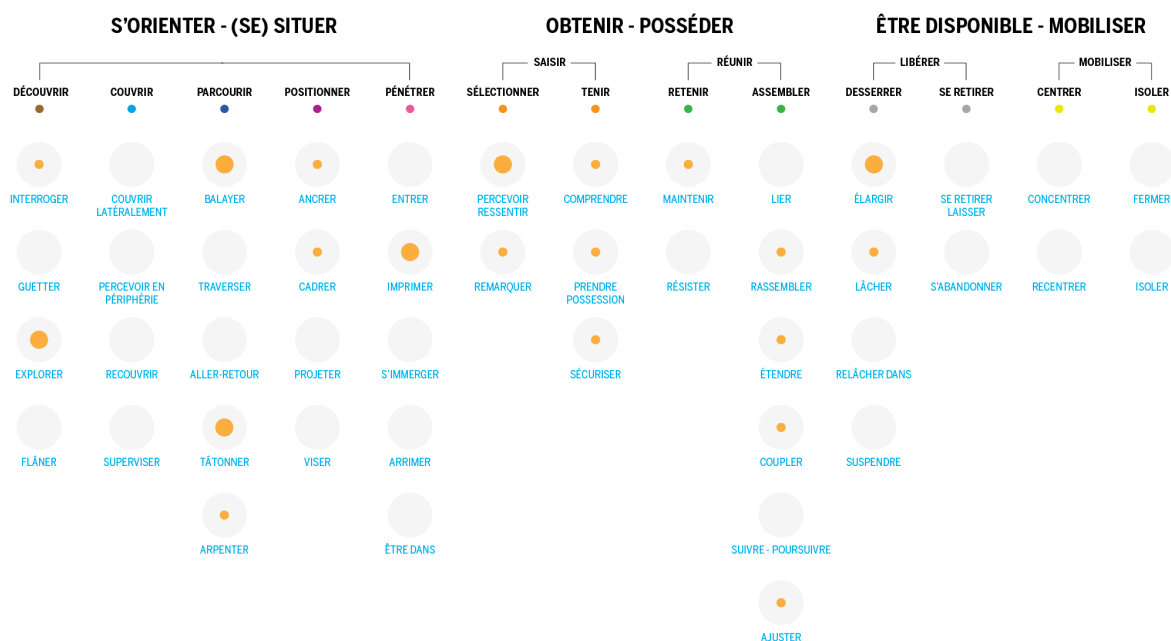 S'ORIENTER - (SE) SITUER
OBTENIR - POSSÉDER
ÊTRE DISPONIBLE - MOBILISER
SAISIR
RÉUNIR
LIBÉRER
MOBILISER
DÉCOUVRIR
COUVRIR
PARCOURIR
POSITIONNER
PÉNÉTRER
SÉLECTIONNER
TENIR
RETENIR
ASSEMBLER
DESSERRER
SE RETIRER
CENTRER
ISOLER
INTERROGER
COUVRIR
LATÉRALEMENT
BALAYER
ANCRER
ENTRER
PERCEVOIR
RESSENTIR
COMPRENDRE
MAINTENIR
LIER
ÉLARGIR
SE RETIRER
LAISSER
CONCENTRER
FERMER
GUETTER
PERCEVOIR EN
PÉRIPHÉRIE
TRAVERSER
CADRER
IMPRIMER
REMARQUER
PRENDRE
POSSESSION
RÉSISTER
RASSEMBLER
LÂCHER
S'ABANDONNER
RECENTRER
ISOLER
EXPLORER
RECOUVRIR
ALLER-RETOUR
PROJETER
S'IMMERGER
SÉCURISER
ÉTENDRE
RELÂCHER DANS
FLÂNER
SUPERVISER
TÂTONNER
VISER
ARRIMER
COUPLER
SUSPENDRE
ARPENTER
ÊTRE DANS
SUIVRE - POURSUIVRE
AJUSTER